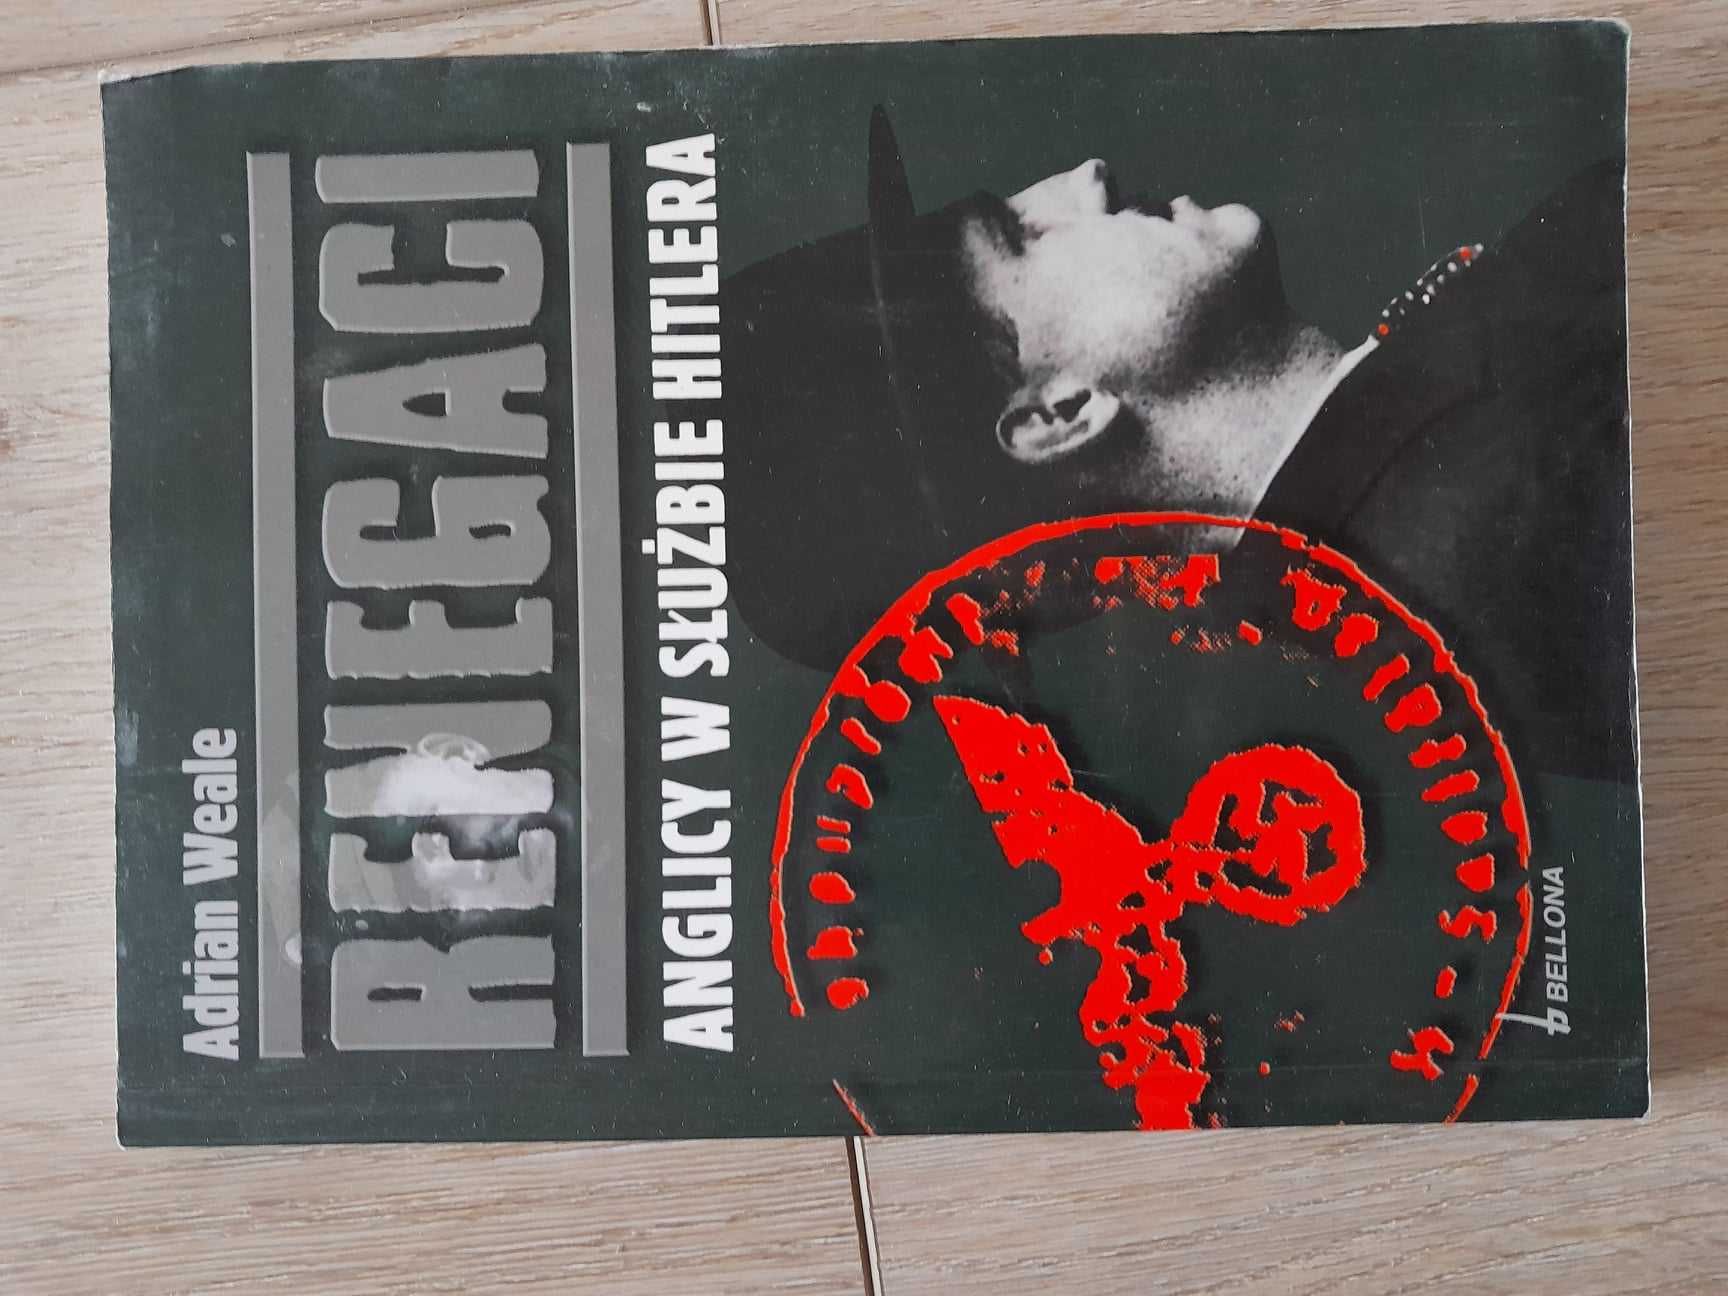 Adrian Weale
RENEGACI
ANGLICY W SŁUŻBIE HITLERA
BELLONA